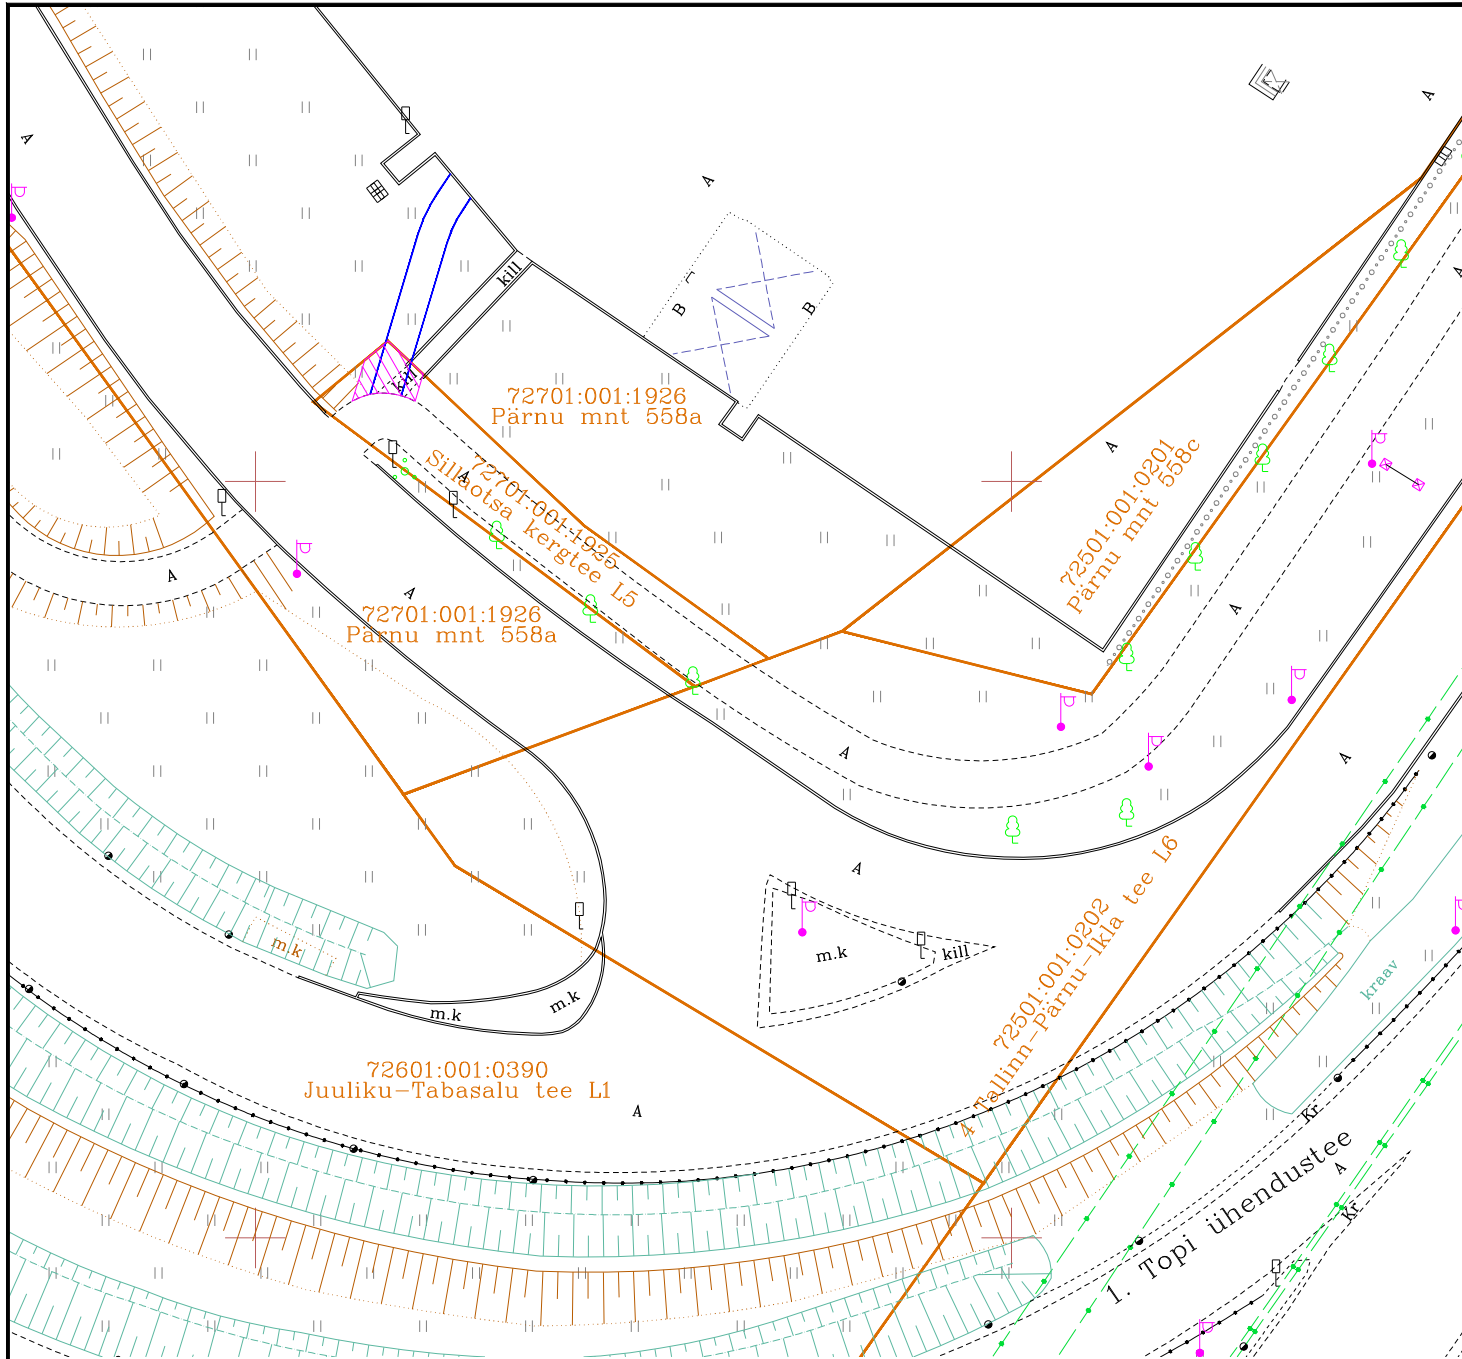 A
A
A
kill
B
B
A
kill
72701:001:1926
Pärnu mnt 558a
72501:001:0201
Pärnu mnt 558c
A
A
72701:001:1925
Sillaotsa kergtee L5
A
A
A
A
72701:001:1926
Pärnu mnt 558a
A
A
A
72501:001:0202
4 Tallinn-Pärnu-Ikla tee L6
m.k
m.k
kill
kraav
m.k
m.k
72601:001:0390
Juuliku-Tabasalu tee L1
A
Kr
A
Kr
1. Topi ühendustee